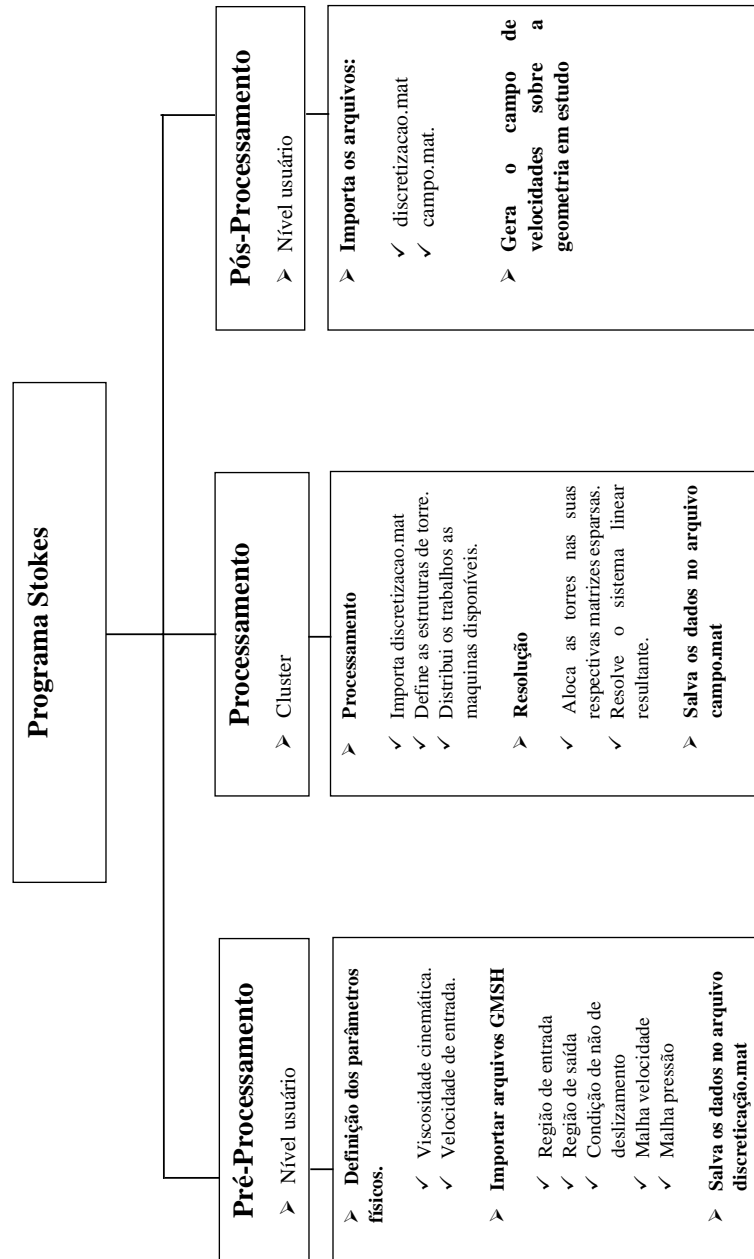 Programa Stokes
Pré-Processamento
➢ Nível usuário
➢ Definição dos parâmetros
físicos.
✓ Viscosidade cinemática.
✓ Velocidade de entrada.
➢ Importar arquivos GMSH
✓ Região de entrada
✓ Região de saída
✓ Condição de não de
deslizamento
✓ Malha velocidade
✓ Malha pressão
➢ Salva os dados no arquivo
discreticação.mat
Processamento
➢ Cluster
➢ Processamento
✓ Importa discretizacao.mat
✓ Define as estruturas de torre.
✓ Distribui os trabalhos as
maquinas disponíveis.
➢ Resolução
✓ Aloca as torres nas suas
respectivas matrizes esparsas.
✓ Resolve o sistema linear
resultante.
➢ Salva os dados no arquivo
campo.mat
Pós-Processamento
➢ Nível usuário
➢ Importa os arquivos:
✓ discretizacao.mat
✓ campo.mat.
➢ Gera o campo de
velocidades sobre a
geometria em estudo